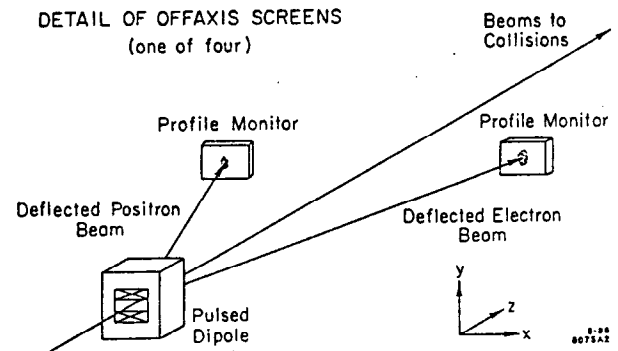 DETAIL OF OFFAXIS SCREENS
(one of four)
Beams to
Collisions
Profile Monitor
Profile Monitor
Deflected Positron
Beam
Deflected Electron
Beam
Pulsed
Dipole
y
z
x
8075A2